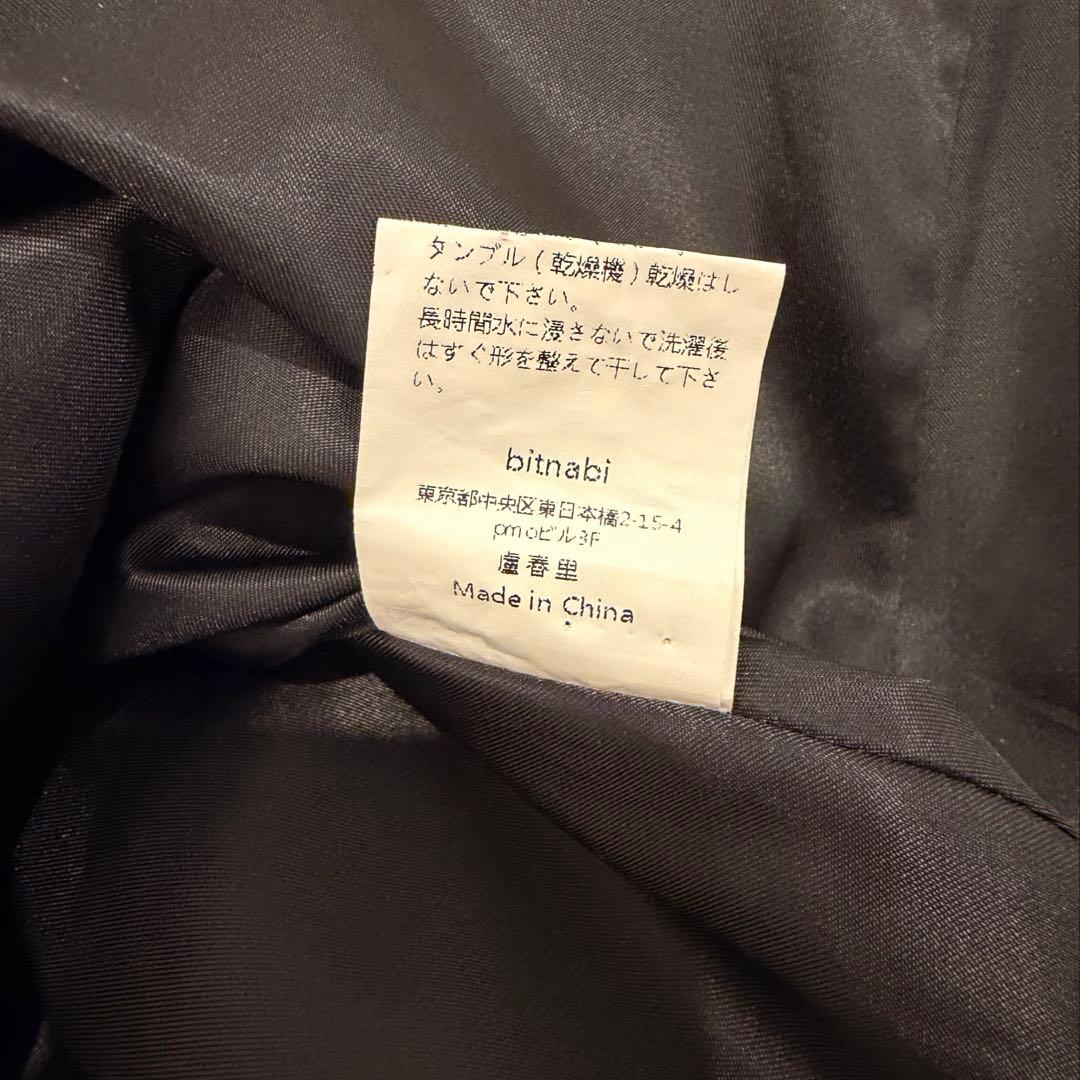 タンブル(乾燥機)乾燥はし
ないで下さい。
長時間水に浸さないで洗濯後
はすぐ形を整えて干して下さ
い。
bitnabi
東京都中央区東日本橋2-15-4
pmoビル3F
盧春里
Made in China